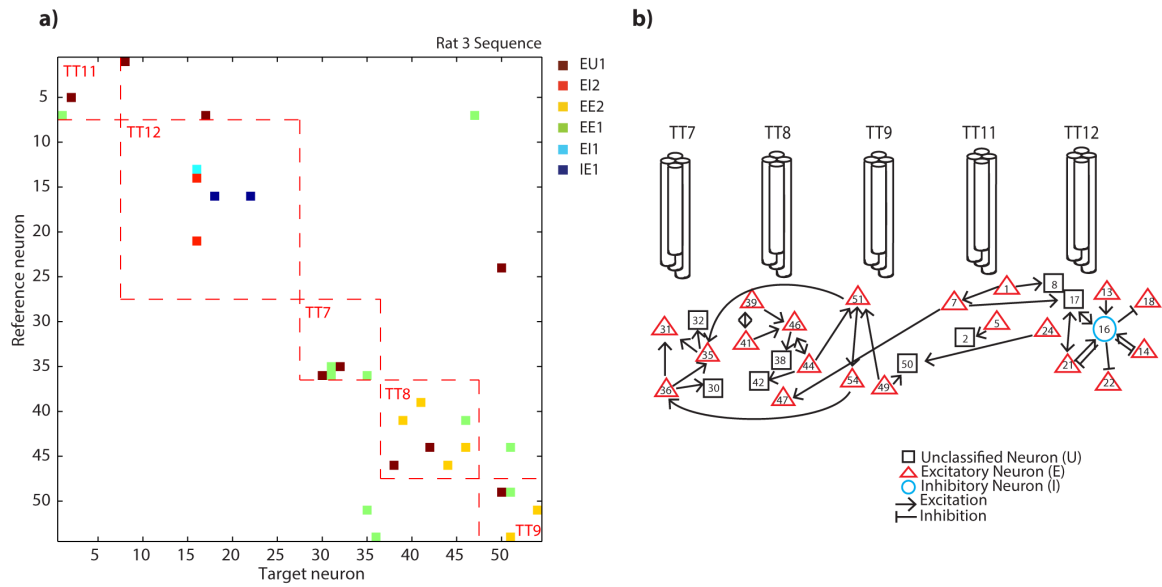 a)
Rat 3 Sequence
TT11
TT12
TT7
TT8
TT9
5
10
15
20
25
30
35
40
45
50
Reference neuron
5 10 15 20 25 30 35 40 45 50
Target neuron
EU1
EI2
EE2
EE1
EI1
IE1
b)
TT7 TT8 TT9 TT11 TT12
31 32 35 36 30
39 41 46 38 44 42 47
51 54 49 50
7 1 5 2 24
8 17 13 18 16 14 21 22
Unclassified Neuron (U)
Excitatory Neuron (E)
Inhibitory Neuron (I)
Excitation
Inhibition